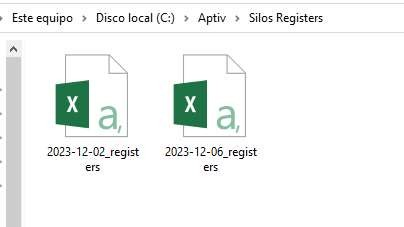 Este equipo > Disco local (C:) > Aptiv > Silos Registers
2023-12-02_regist
ers
2023-12-06_regist
ers